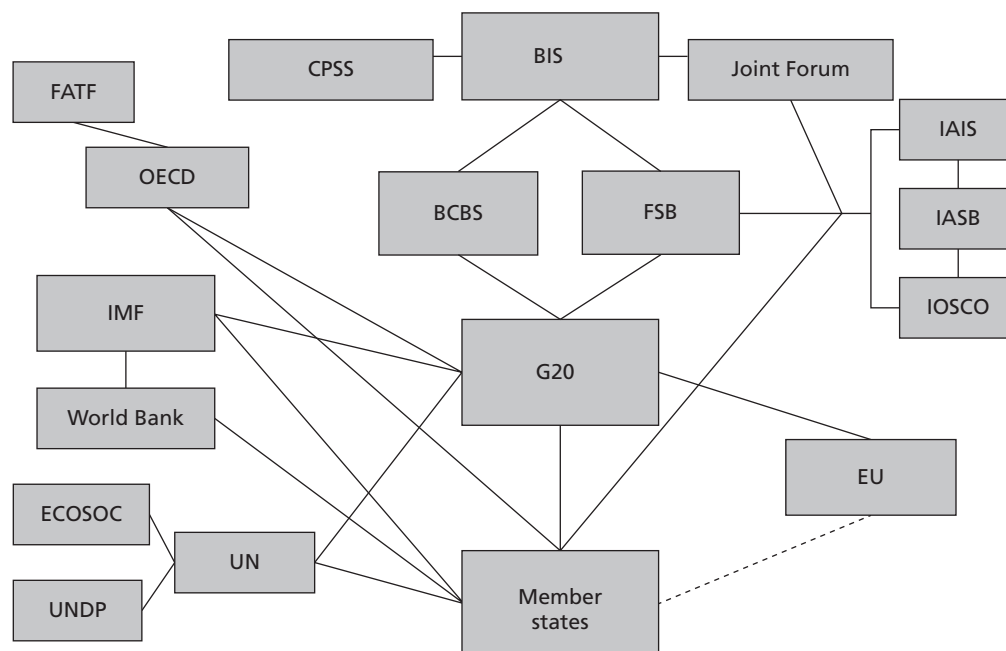 CPSS
BIS
Joint Forum
FATF
IAIS
OECD
BCBS
FSB
IASB
IMF
IOSCO
G20
World Bank
EU
ECOSOC
UN
Member
states
UNDP